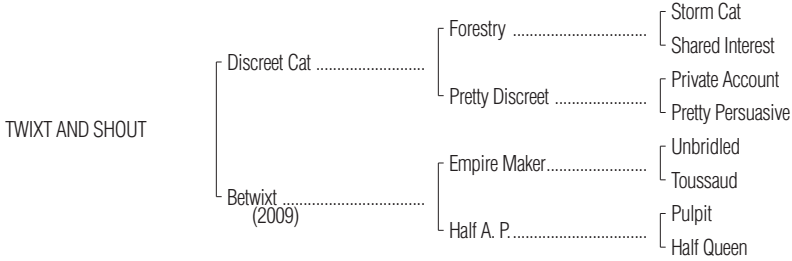 Storm Cat
Forestry ................................
Shared Interest
Discreet Cat ..........................
Private Account
Pretty Discreet ......................
Pretty Persuasive
TWIXT AND SHOUT
Unbridled
Empire Maker........................
Toussaud
Betwixt ..................................
(2009)
Pulpit
Half A. P.................................
Half Queen